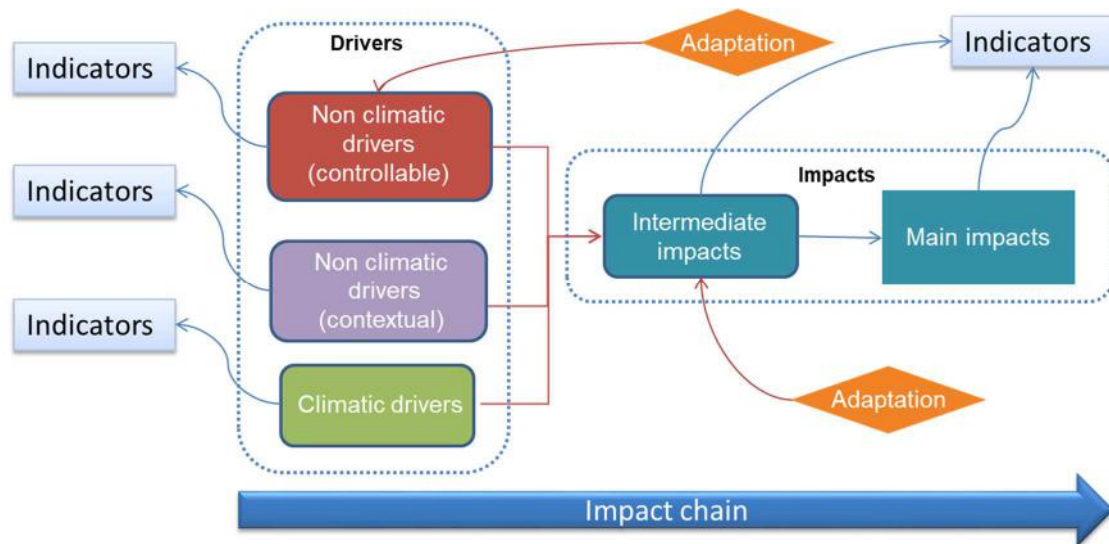 Drivers
Adaptation
Indicators
Indicators
Non climatic
drivers
(controllable)
Indicators
Impacts
Intermediate
impacts
Main impacts
Non climatic
drivers
(contextual)
Indicators
Climatic drivers
Adaptation
Impact chain